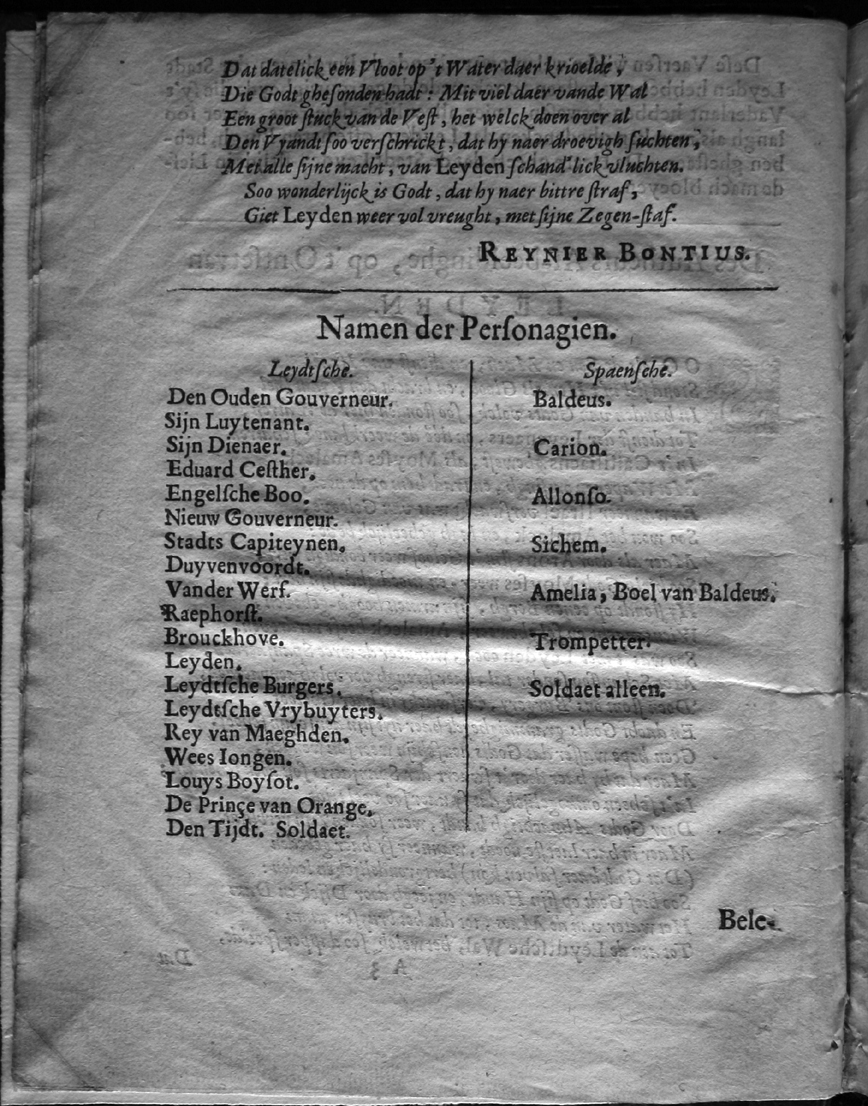 Dat datelick een Vloot op 't Water daer krioelde,
Die Godt ghesonden hadt: Mit viel daer vande Wal
Een groot stuck van de Vest, het welck doen over al
Den Vyandt soo verschrickt, dat hy naer droevigh suchten,
Met alle sijne macht, van Leyden schand'lick vluchten.
Soo wonderlijck is Godt, dat hy naer bittre straf,
Giet Leyden weer vol vreught, met sijne Zegen-staf.
REYNIER BONTIUS.
Namen der Personagien.
Leydtsche.
Den Ouden Gouverneur.
Sijn Luytenant.
Sijn Dienaer.
Eduard Cesther.
Engelsche Boo.
Nieuw Gouverneur.
Stadts Capiteynen.
Duyvenvoordt.
Vander Werf.
Raephorst.
Brouckhove.
Leyden.
Leydtsche Burgers.
Leydtsche Vrybuyters.
Rey van Maeghden.
Wees Iongen.
Louys Boysot.
De Prinçe van Orange.
Den Tijdt. Soldaet.
Spaensche.
Baldeus.
Carion.
Allonso.
Sichem.
Amelia, Boel van Baldeus.
Trompetter.
Soldaet alleen.
Bele-